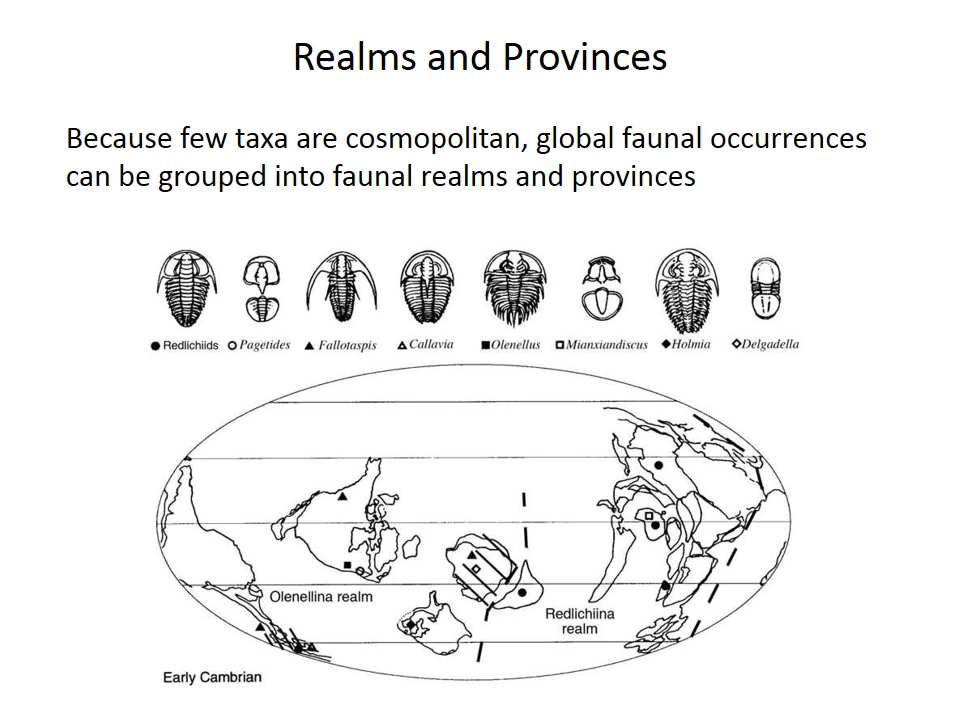 Realms and Provinces
Because few taxa are cosmopolitan, global faunal occurrences
can be grouped into faunal realms and provinces
Redlichiids Pagetides Fallotaspis Callavia Olenellus Mianxiandiscus Holmia Delgadella
Olenellina realm
Redlichiina
realm
Early Cambrian